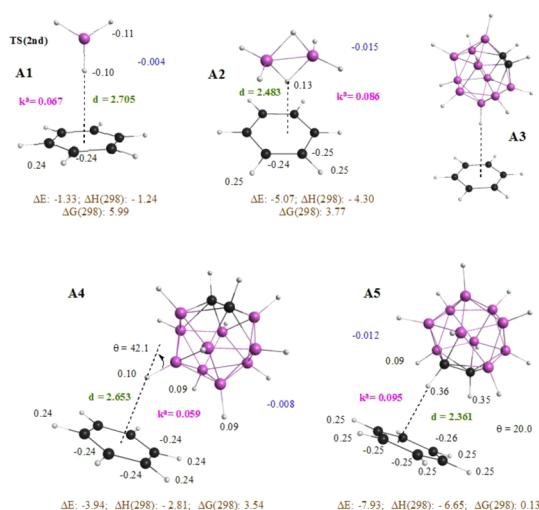 TS(2nd)
A1
-0.11
-0.10
-0.004
kª= 0.067
d = 2.705
0.24
-0.24
ΔE: -1.33; ΔH(298): - 1.24
ΔG(298): 5.99
A2
-0.015
0.13
d = 2.483
kª= 0.086
-0.24
-0.25
0.25
0.25
ΔE: -5.07; ΔH(298): - 4.30
ΔG(298): 3.77
A3
A4
θ = 42.1
0.10
0.09
d = 2.653
kª= 0.059
-0.008
0.09
0.24
-0.24
-0.24
-0.24
0.24
0.24
0.24
ΔE: -3.94; ΔH(298): - 2.81; ΔG(298): 3.54
A5
-0.012
0.09
0.36
0.35
kª= 0.095
d = 2.361
θ = 20.0
0.25
0.25
-0.26
0.25
-0.25
-0.25
0.25
0.25
0.25
ΔE: -7.93; ΔH(298): - 6.65; ΔG(298): 0.13